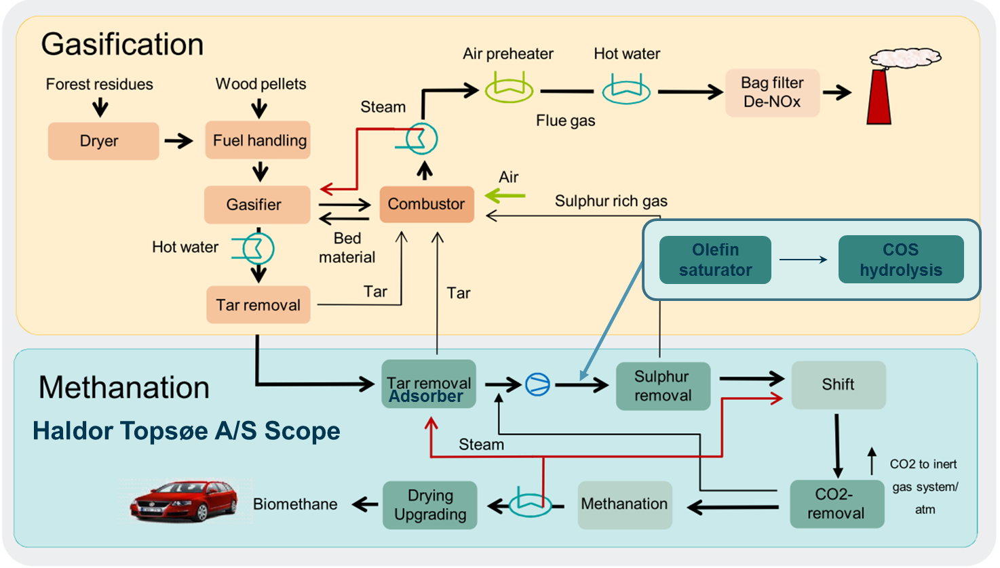 Gasification
Air preheater
Hot water
Forest residues
Wood pellets
Steam
Bag filter
De-NOx
Flue gas
Dryer
Fuel handling
Air
Gasifier
Combustor
Sulphur rich gas
Hot water
Bed
material
Olefin
saturator
COS
hydrolysis
Tar removal
Tar
Tar
Methanation
Haldor Topsøe A/S Scope
Tar removal
Adsorber
Sulphur
removal
Shift
Steam
CO2 to inert
gas system/
atm
Biomethane
Drying
Upgrading
Methanation
CO2-
removal